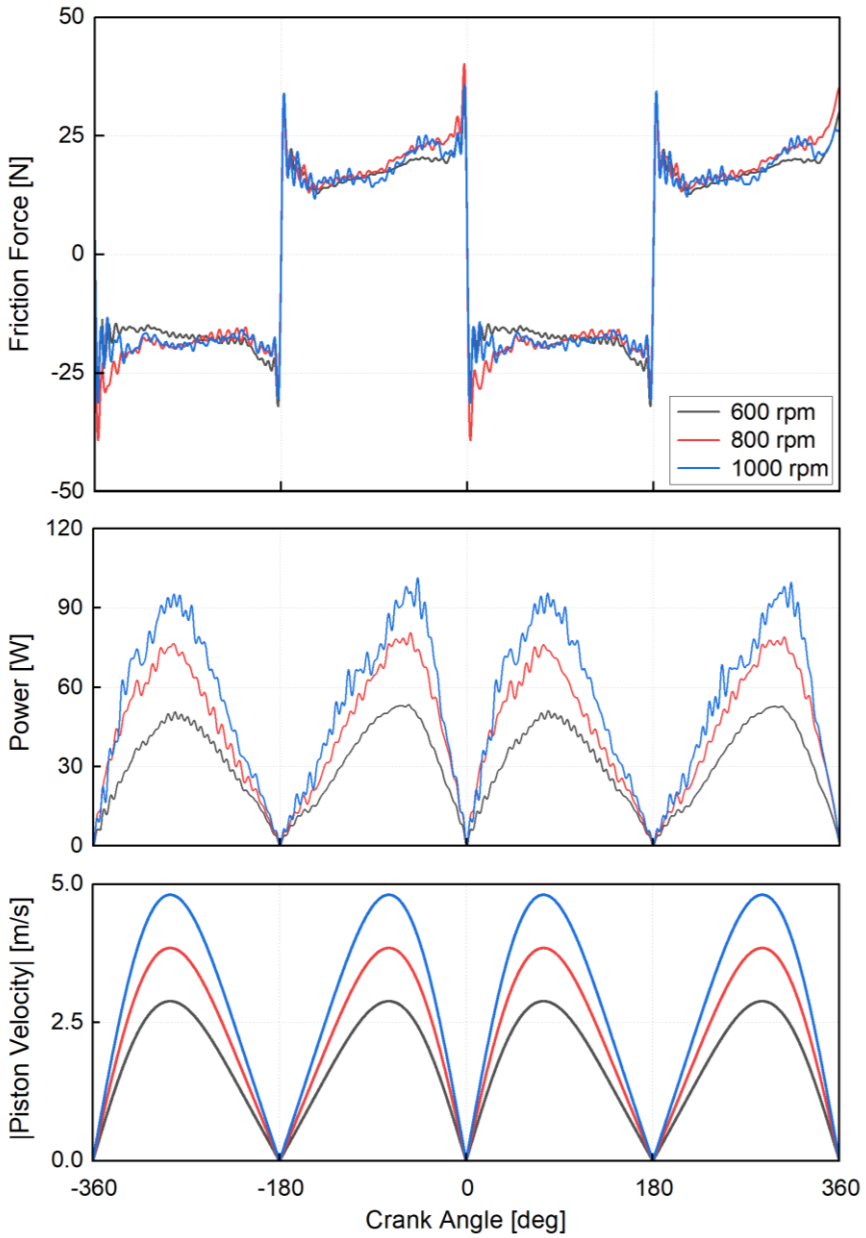 50
25
0
-25
-50
Friction Force [N]
600 rpm
800 rpm
1000 rpm
120
90
60
30
0
Power [W]
5.0
2.5
0.0
|Piston Velocity| [m/s]
-360 -180 0 180 360
Crank Angle [deg]